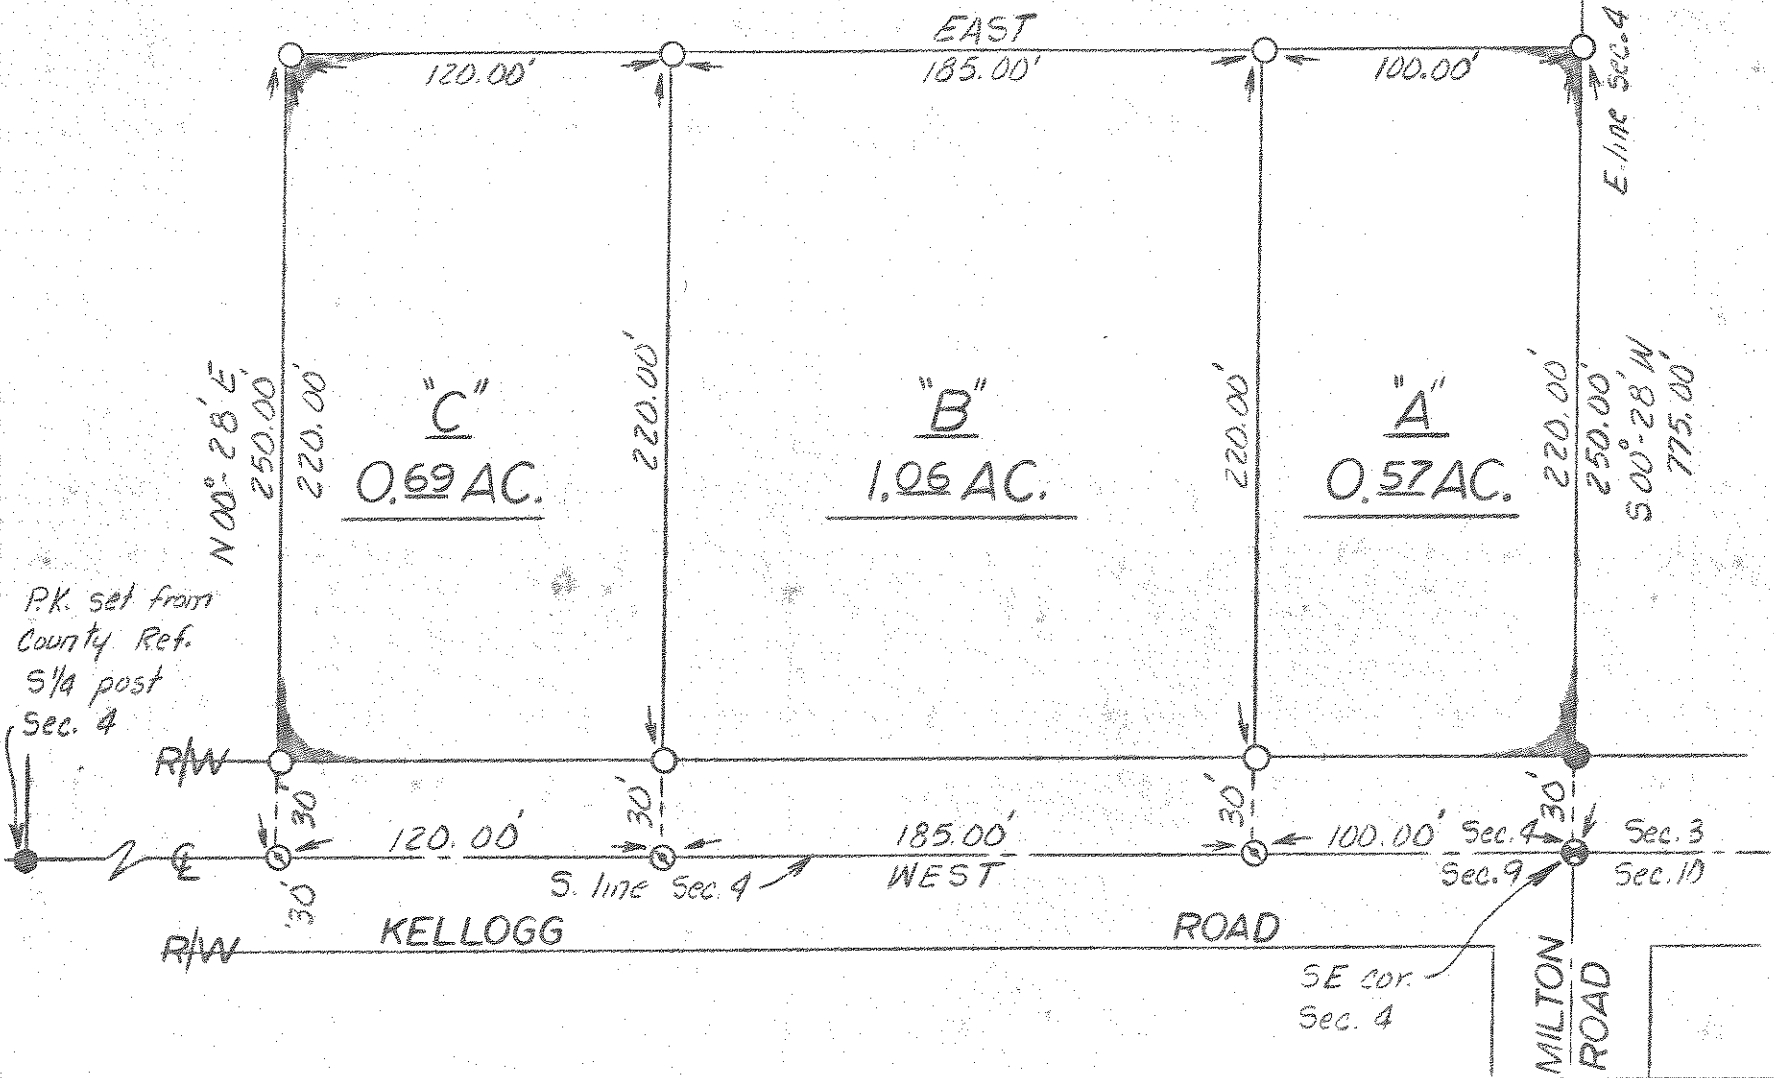 EAST
120.00'
185.00'
100.00'
E. line Sec. 4
N 00°-28' E
250.00'
220.00'
"C"
0.69 AC.
220.00'
"B"
1.06 AC.
220.00'
"A"
0.57 AC.
220.00'
250.00'
S 00°-28' W
775.00'
P.K. set from
County Ref.
S 1/4 post
Sec. 4
R/W
30'
30'
30'
30'
120.00'
185.00'
100.00'
Sec. 4
Sec. 3
℄
30'
S. line Sec. 4
WEST
Sec. 9
Sec. 10
R/W
KELLOGG ROAD
SE cor.
Sec. 4
MILTON
ROAD